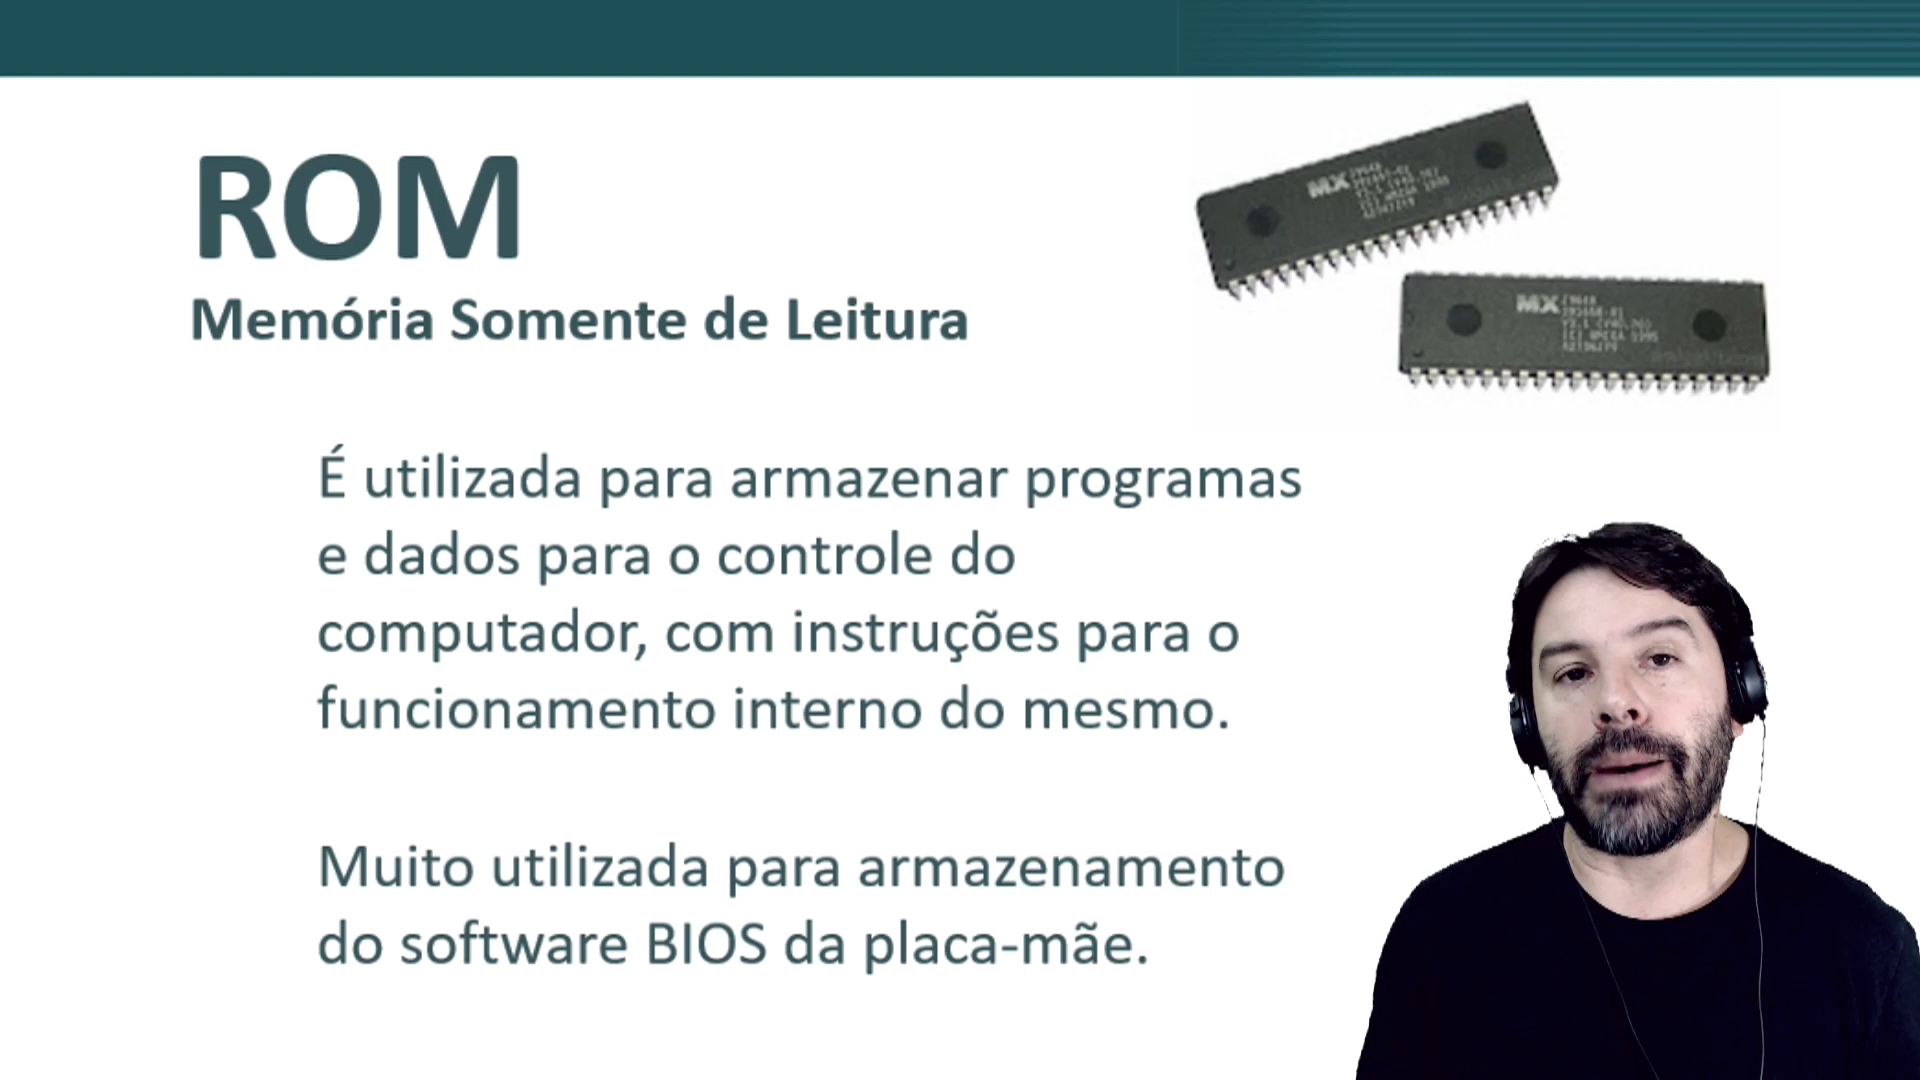 ROM
Memória Somente de Leitura
MX
MX
É utilizada para armazenar programas
e dados para o controle do
computador, com instruções para o
funcionamento interno do mesmo.
Muito utilizada para armazenamento
do software BIOS da placa-mãe.